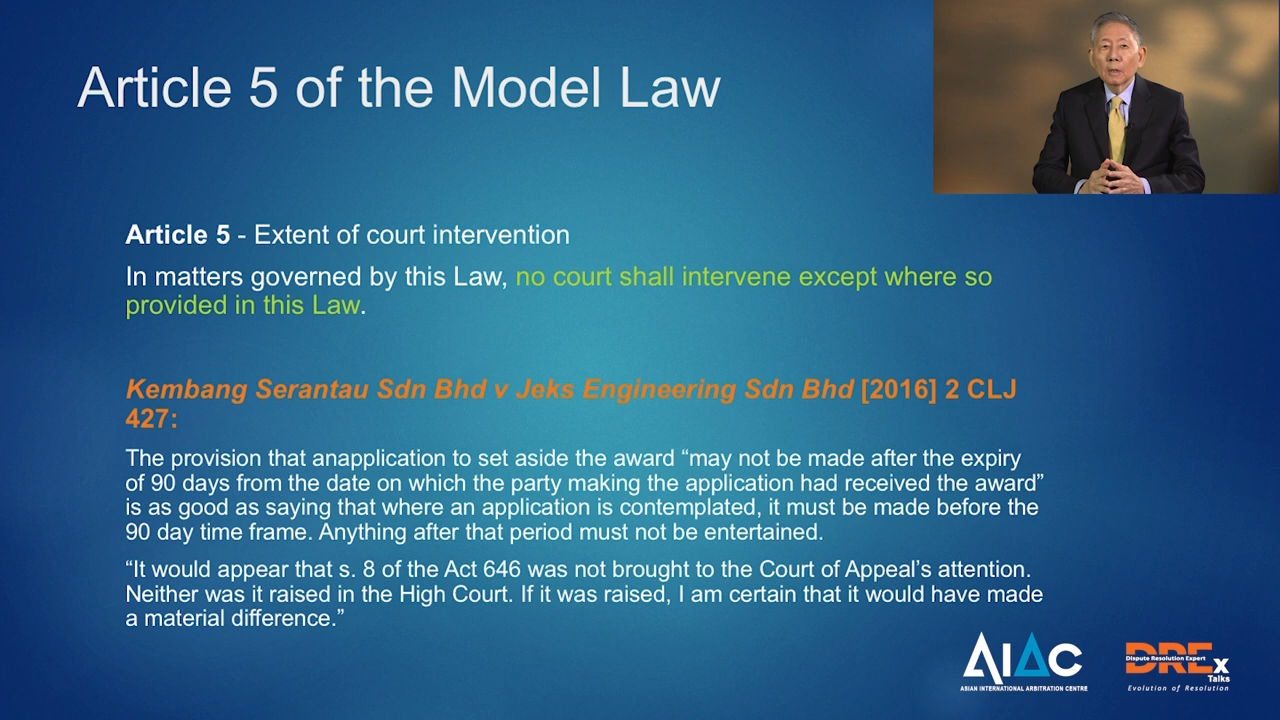 Article 5 of the Model Law
Article 5 - Extent of court intervention
In matters governed by this Law, no court shall intervene except where so
provided in this Law.
Kembang Serantau Sdn Bhd v Jeks Engineering Sdn Bhd [2016] 2 CLJ
427:
The provision that anapplication to set aside the award “may not be made after the expiry
of 90 days from the date on which the party making the application had received the award”
is as good as saying that where an application is contemplated, it must be made before the
90 day time frame. Anything after that period must not be entertained.
“It would appear that s. 8 of the Act 646 was not brought to the Court of Appeal’s attention.
Neither was it raised in the High Court. If it was raised, I am certain that it would have made
a material difference.”
AIAC
ASIAN INTERNATIONAL ARBITRATION CENTRE
DREx
Dispute Resolution Expert
Talks
Evolution of Resolution